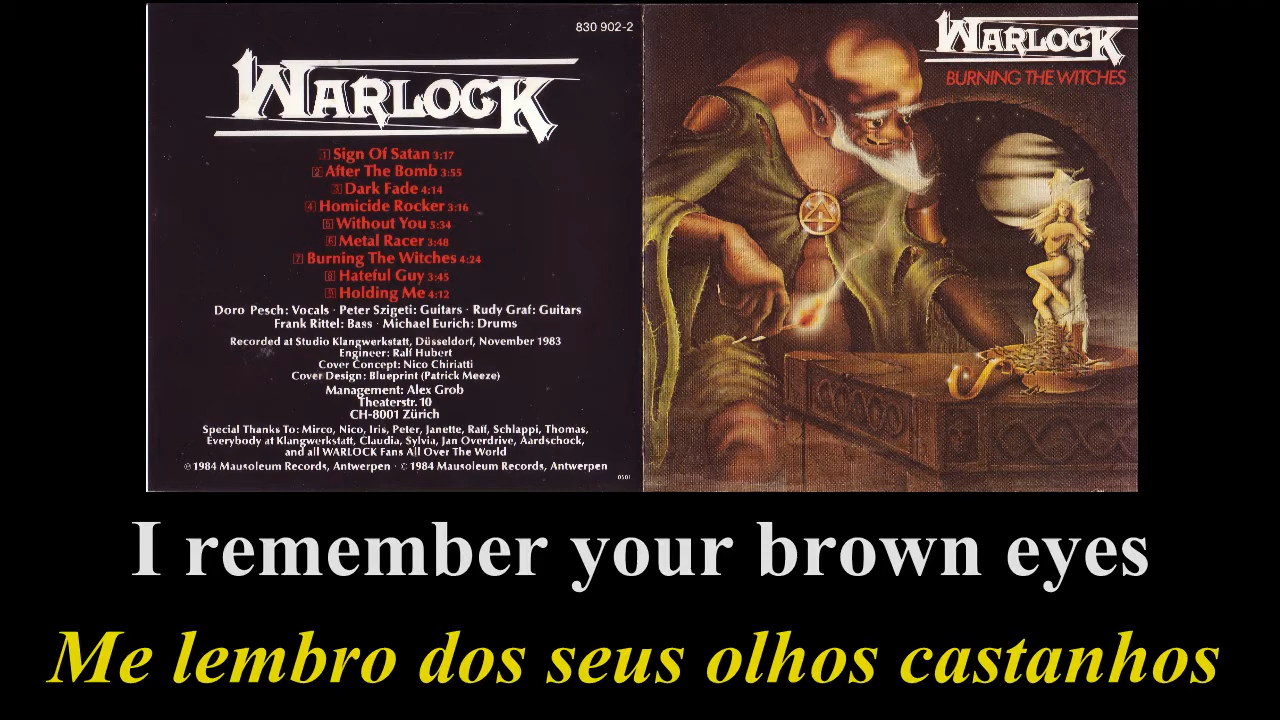 830 902-2
WARLOCK
1 Sign Of Satan 3:17
2 After The Bomb 3:55
3 Dark Fade 4:14
4 Homicide Rocker 3:16
5 Without You 5:34
6 Metal Racer 3:48
7 Burning The Witches 4:24
8 Hateful Guy 3:45
9 Holding Me 4:12
Doro Pesch: Vocals · Peter Szigeti: Guitars · Rudy Graf: Guitars
Frank Rittel: Bass · Michael Eurich: Drums
Recorded at Studio Klangwerkstatt, Düsseldorf, November 1983
Engineer: Ralf Hubert
Cover Concept: Nico Chiriatti
Cover Design: Blueprint (Patrick Meeze)
Management: Alex Grob
Theaterstr. 10
CH-8001 Zürich
Special Thanks To: Mirco, Nico, Iris, Peter, Janette, Ralf, Schlappi, Thomas,
Everybody at Klangwerkstatt, Claudia, Sylvia, Jan Overdrive, Aardschock,
and all WARLOCK Fans All Over The World
℗ 1984 Mausoleum Records, Antwerpen · © 1984 Mausoleum Records, Antwerpen
0501
WARLOCK
BURNING THE WITCHES
I remember your brown eyes
Me lembro dos seus olhos castanhos